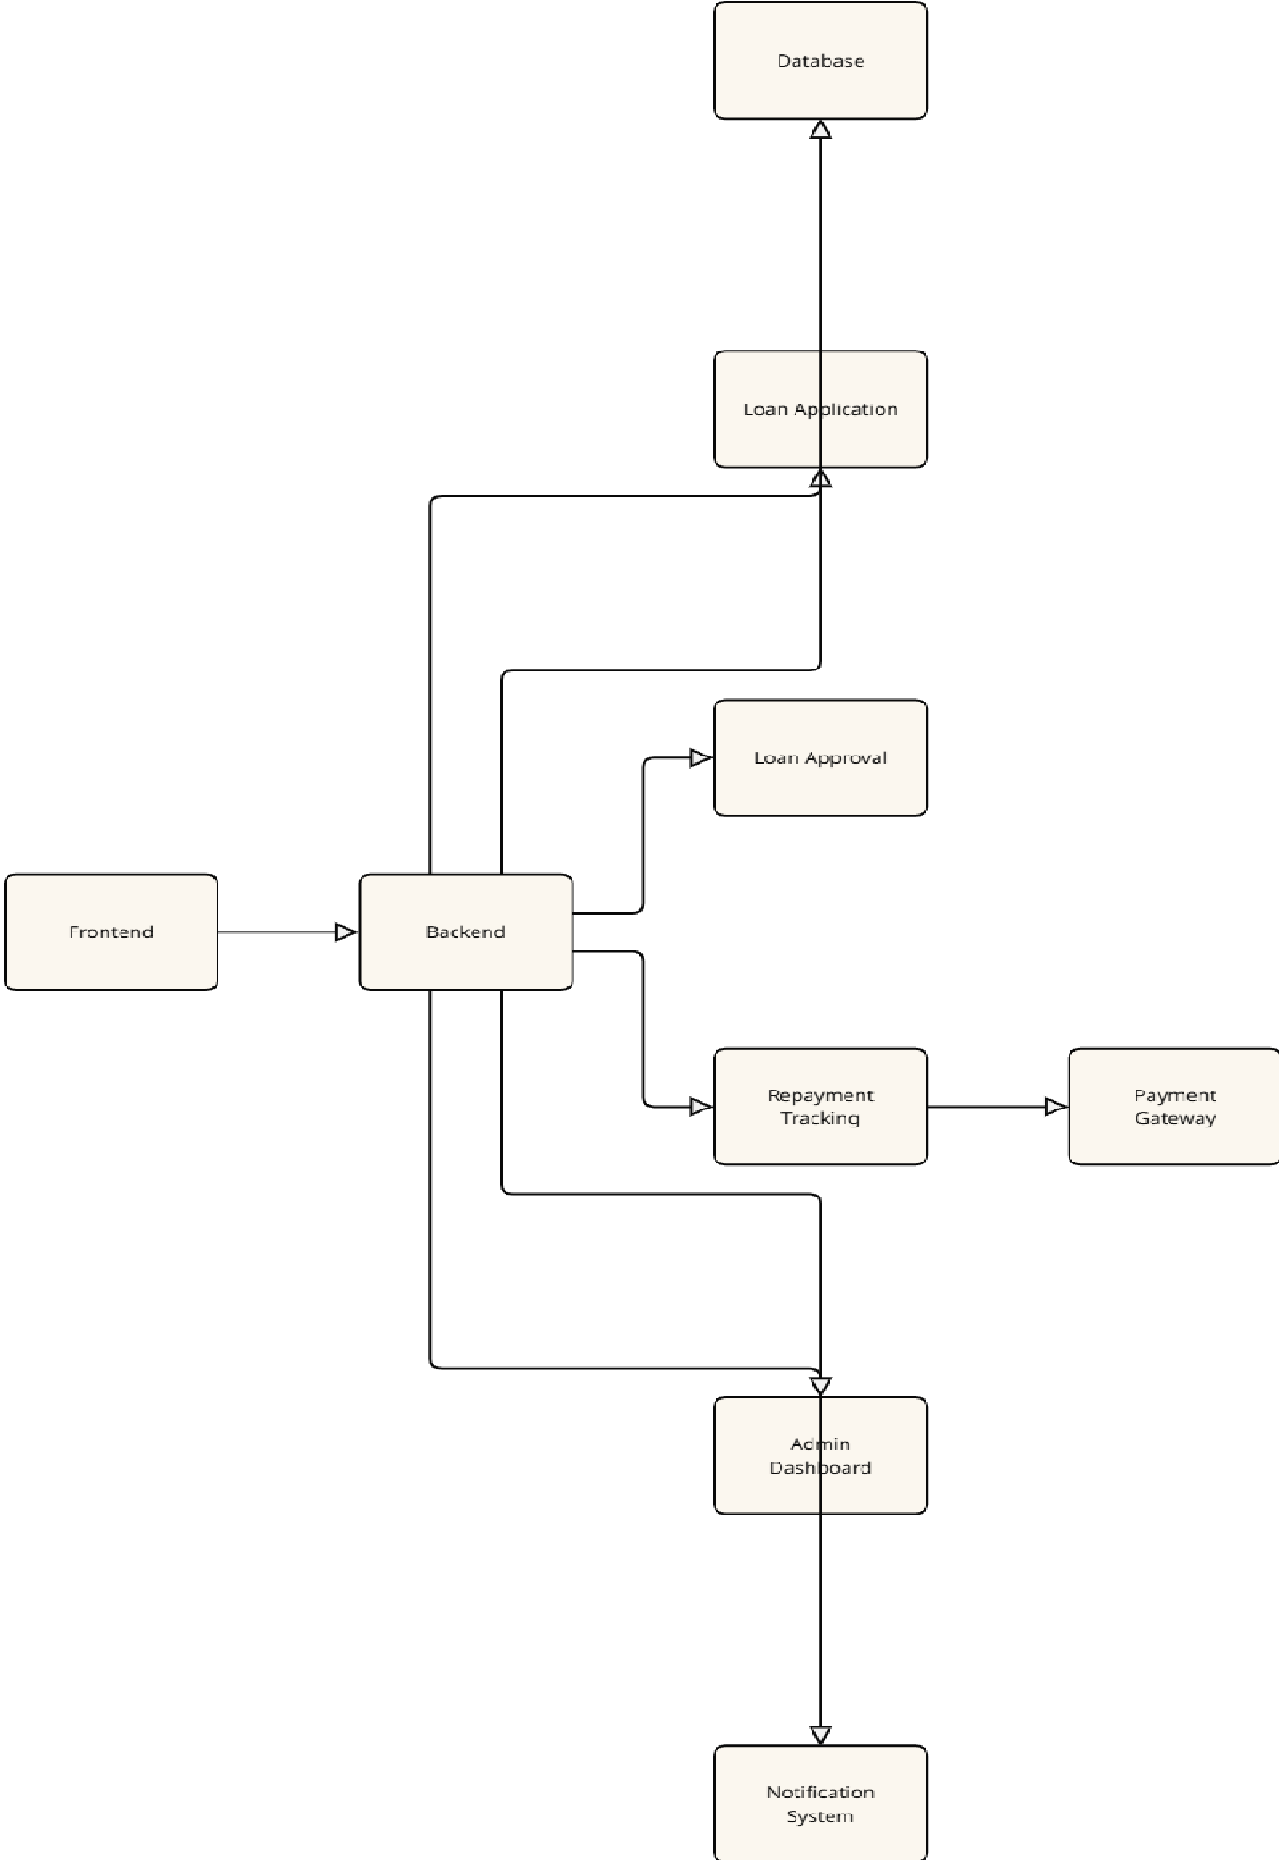 Database
Loan Application
Loan Approval
Frontend
Backend
Repayment
Tracking
Payment
Gateway
Admin
Dashboard
Notification
System